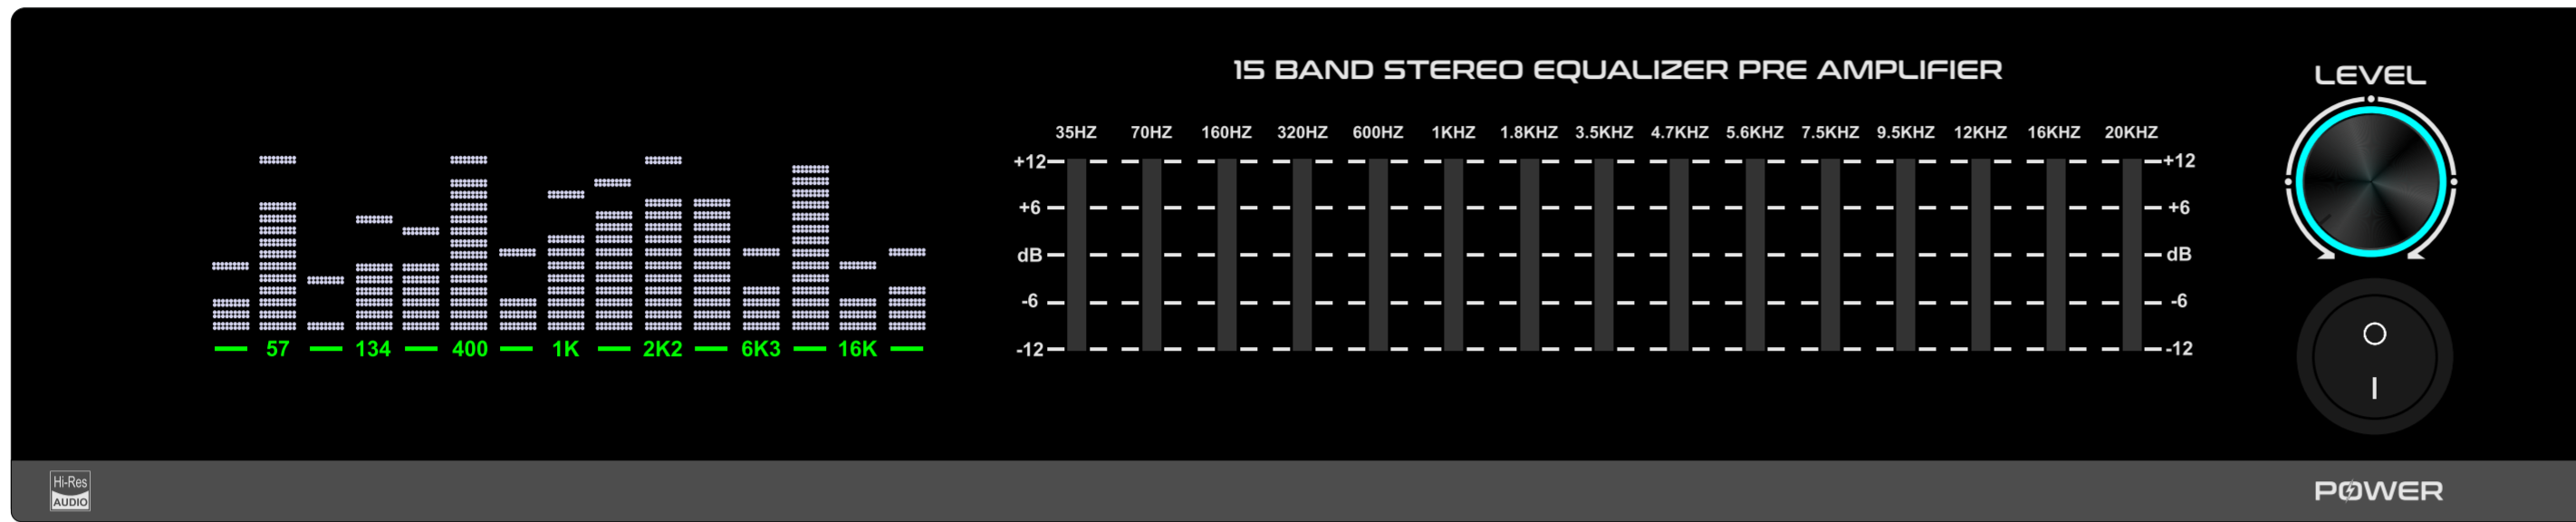 15 BAND STEREO EQUALIZER PRE AMPLIFIER
LEVEL
35HZ 70HZ 160HZ 320HZ 600HZ 1KHZ 1.8KHZ 3.5KHZ 4.7KHZ 5.6KHZ 7.5KHZ 9.5KHZ 12KHZ 16KHZ 20KHZ
+12 +12
+6 +6
dB dB
-6 -6
-12 -12
57 134 400 1K 2K2 6K3 16K
Hi-Res
AUDIO
POWER